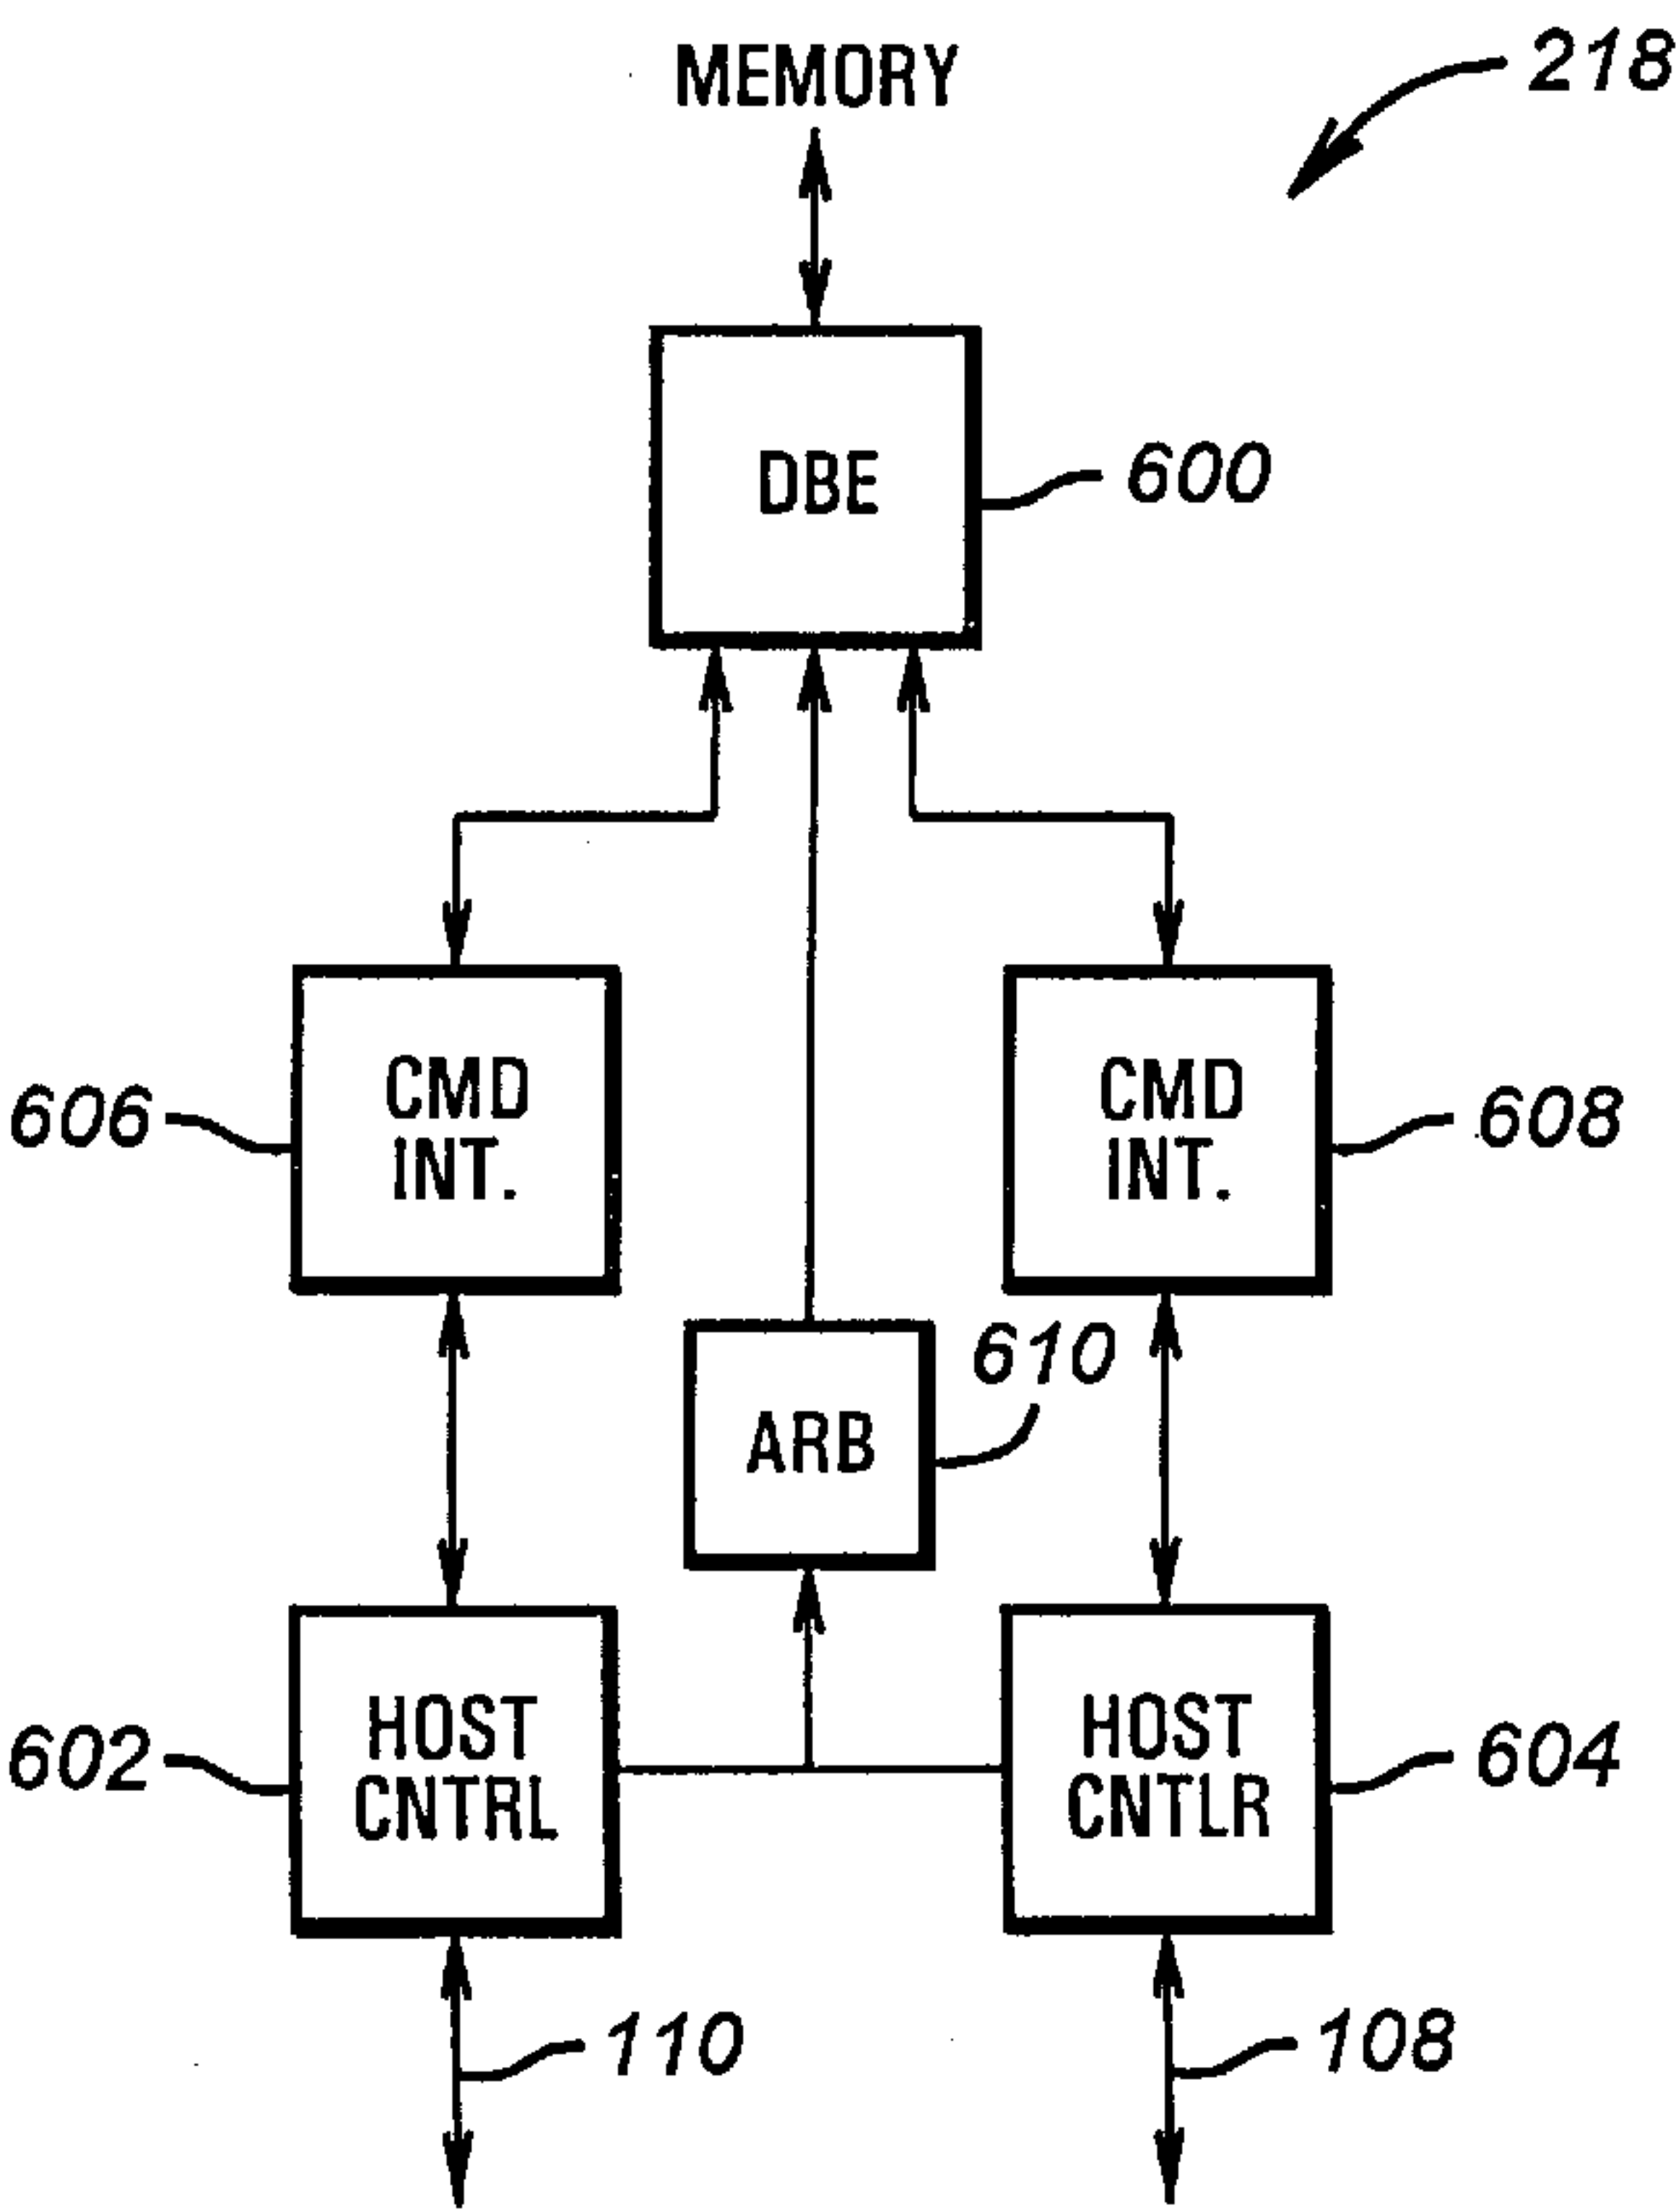 MEMORY
218
DBE
600
CMD
INT.
606
CMD
INT.
608
ARB
610
HOST
CNTRL
602
HOST
CNTLR
604
110
108